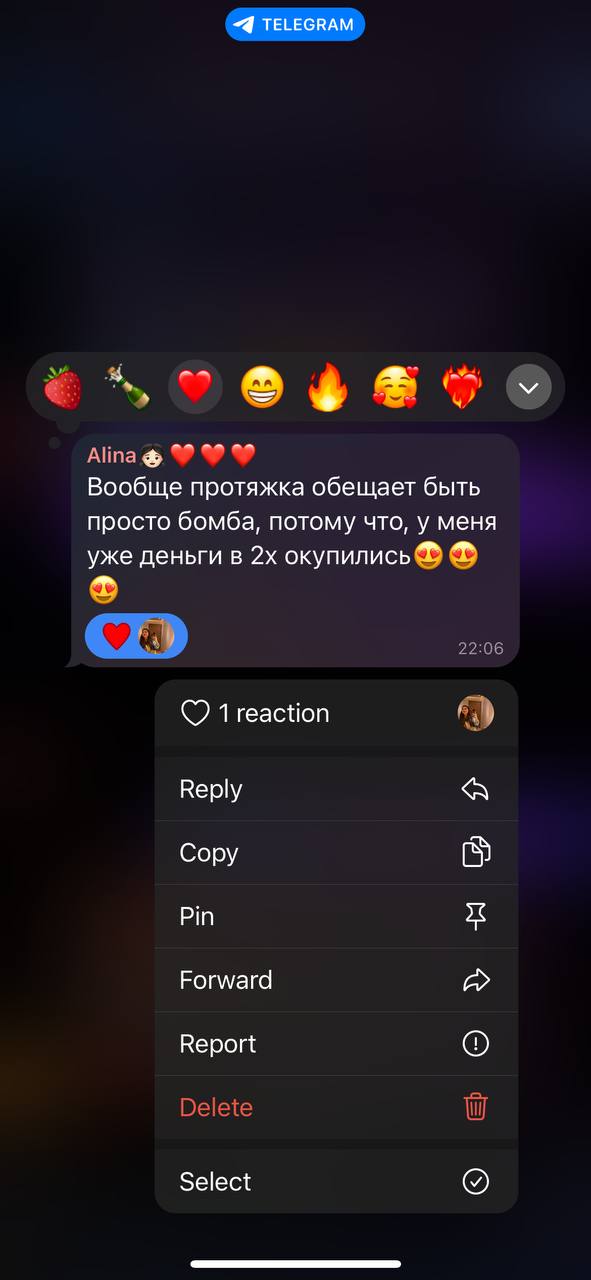 TELEGRAM
Alina👧🏻❤️❤️❤️
Вообще протяжка обещает быть
просто бомба, потому что, у меня
уже деньги в 2х окупились😍😍
😍
22:06
1 reaction
Reply
Copy
Pin
Forward
Report
Delete
Select